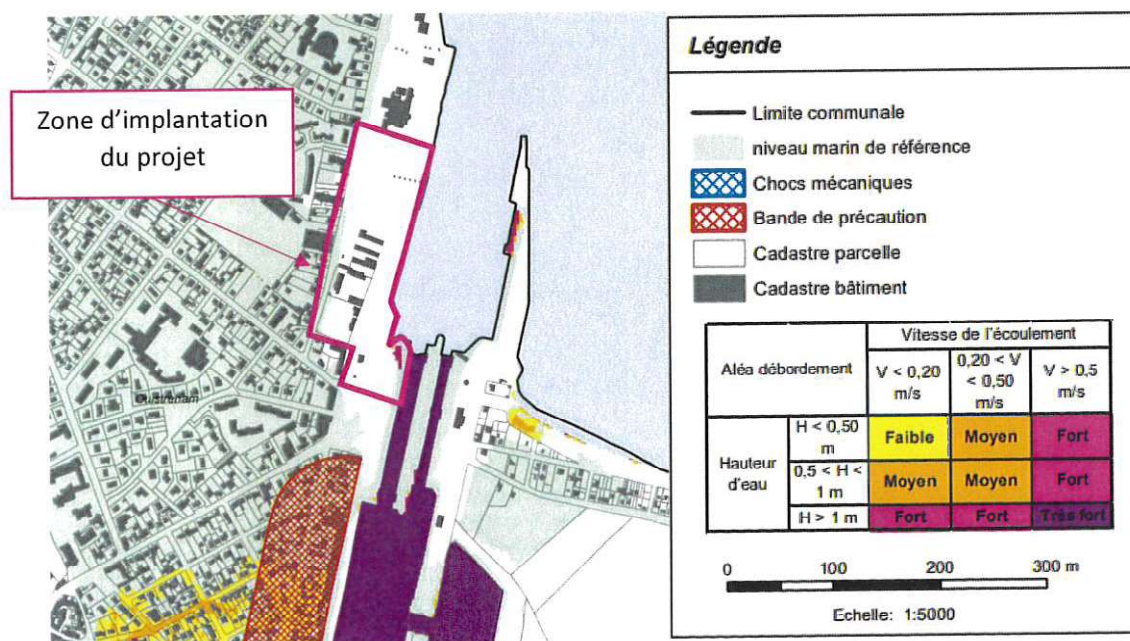 Zone d'implantation
du projet
Ouistreham
Légende
Limite communale
niveau marin de référence
Chocs mécaniques
Bande de précaution
Cadastre parcelle
Cadastre bâtiment
Aléa débordement
Vitesse de l'écoulement
V < 0,20
m/s
0,20 < V
< 0,50
m/s
V > 0,5
m/s
Hauteur
d'eau
H < 0,50
m
Faible
Moyen
Fort
0,5 < H <
1 m
Moyen
Moyen
Fort
H > 1 m
Fort
Fort
Très fort
0
100
200
300 m
Echelle: 1:5000